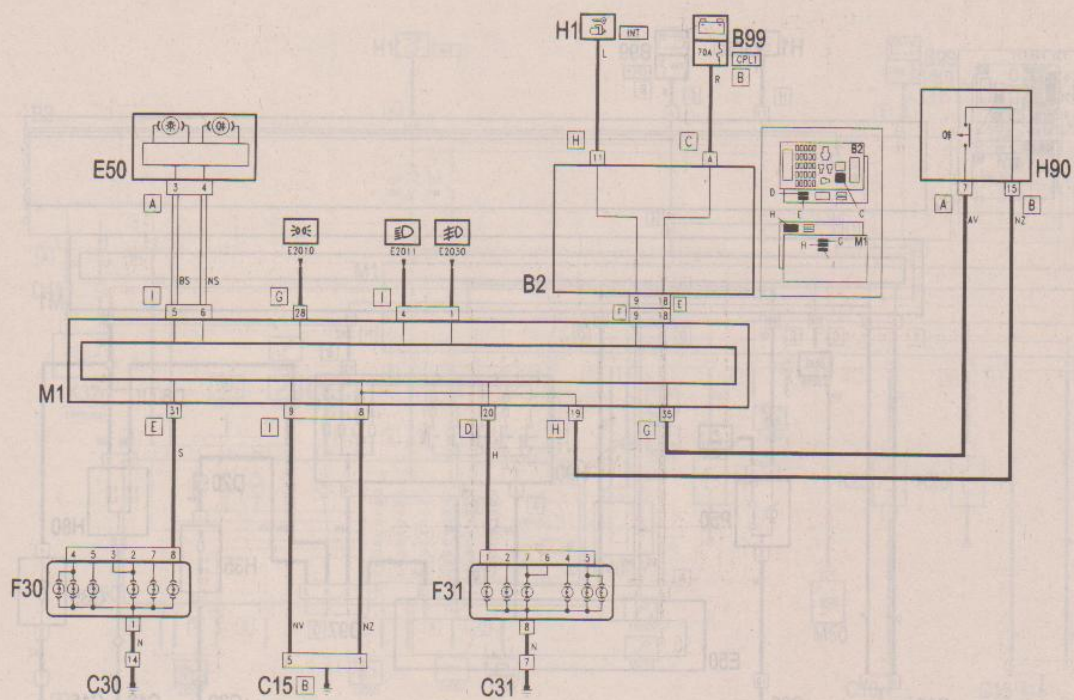 H1
INT
B99
70A
CPL1
B
L
R
E50
3 4
A
BS NS
H
11
C
A
B2
D
E
C
H
G
H
M1
H90
7
15
A
B
AV
NZ
E2010
E2011
E2030
I
G
I
5 6
28
4
1
B2
9 18
E
F
9 18
M1
31
9
8
20
19
35
E
I
D
H
G
S
H
4 5 3 2 7 8
F30
1
N
14
C30
NV
NZ
5
1
C15
B
1 2 7 6 4 5
F31
8
N
7
C31